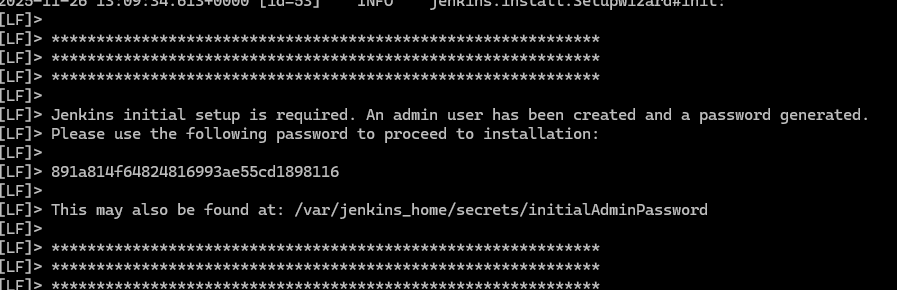 2025-11-26 13:09:34.613+0000 [id=53]    INFO    jenkins.install.SetupWizard#init:
[LF]>
[LF]> *************************************************************
[LF]> *************************************************************
[LF]> *************************************************************
[LF]>
[LF]> Jenkins initial setup is required. An admin user has been created and a password generated.
[LF]> Please use the following password to proceed to installation:
[LF]>
[LF]> 891a814f64824816993ae55cd1898116
[LF]>
[LF]> This may also be found at: /var/jenkins_home/secrets/initialAdminPassword
[LF]>
[LF]> *************************************************************
[LF]> *************************************************************
[LF]> *************************************************************